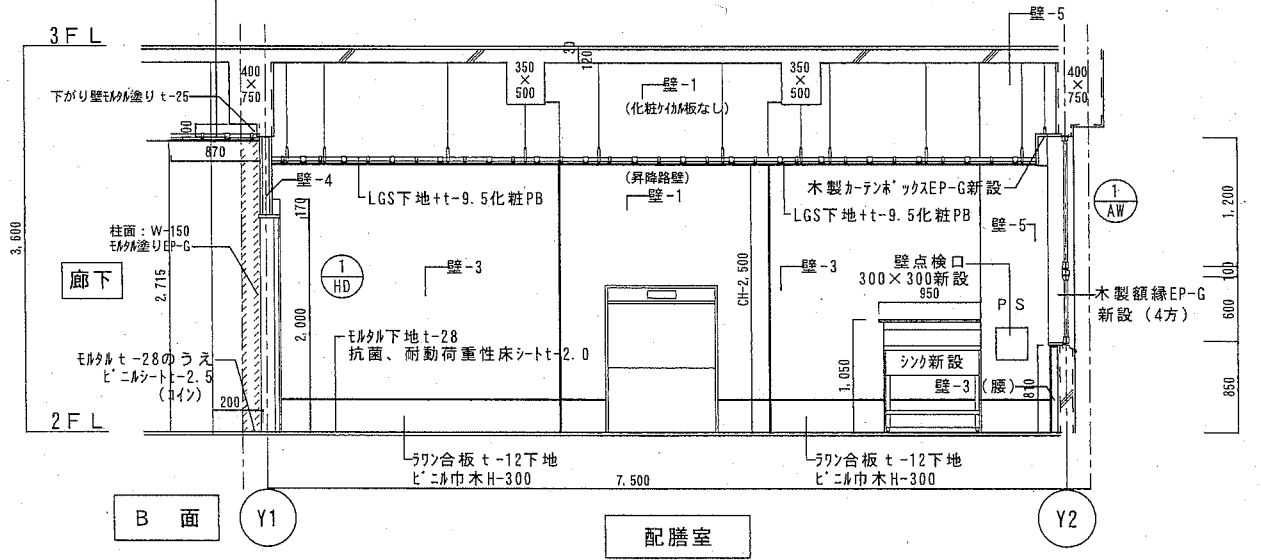 壁-5
3FL
30
120
400
×
750
350
×
500
350
×
500
400
×
750
壁-1
(化粧ケイカル板なし)
下がり壁モルタル塗り t-25
870
壁-4
170
LGS下地+t-9.5化粧PB
(昇降路壁)
壁-1
木製カーテンボックスEP-G新設
LGS下地+t-9.5化粧PB
1
AW
1,200
3,600
柱面：W-150
モルタル塗りEP-G
廊下
2,715
1
HD
壁-3
2,000
CH-2,500
壁-3
壁-5
壁点検口
300×300新設
950
PS
100
木製額縁EP-G
新設（4方）
600
モルタル下地t-28
抗菌、耐動荷重性床シートt-2.0
1,050
シンク新設
モルタル t-28のうえ
ビニルシートt-2.5
(コイン)
200
壁-3（腰）
810
850
2FL
ラワン合板 t-12下地
ビニル巾木H-300
ラワン合板 t-12下地
ビニル巾木H-300
7,500
B 面
Y1
配膳室
Y2